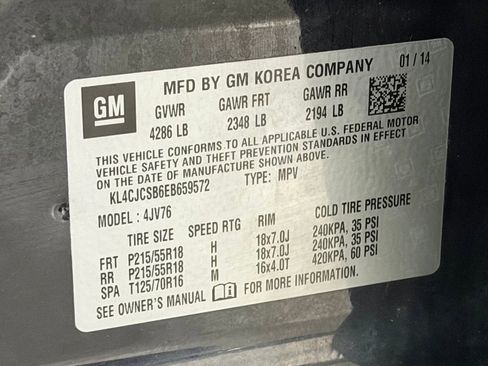 GM
MFD BY GM KOREA COMPANY 01 / 14
GVWR GAWR FRT GAWR RR
4286 LB 2348 LB 2194 LB
THIS VEHICLE CONFORMS TO ALL APPLICABLE U.S. FEDERAL MOTOR
VEHICLE SAFETY AND THEFT PREVENTION STANDARDS IN EFFECT
ON THE DATE OF MANUFACTURE SHOWN ABOVE.
KL4CJCSB6EB659572 TYPE: MPV
MODEL: 4JV76
TIRE SIZE SPEED RTG RIM COLD TIRE PRESSURE
FRT P215/55R18 H 18x7.0J 240KPA, 35 PSI
RR P215/55R18 H 18x7.0J 240KPA, 35 PSI
SPA T125/70R16 M 16x4.0T 420KPA, 60 PSI
SEE OWNER'S MANUAL FOR MORE INFORMATION.